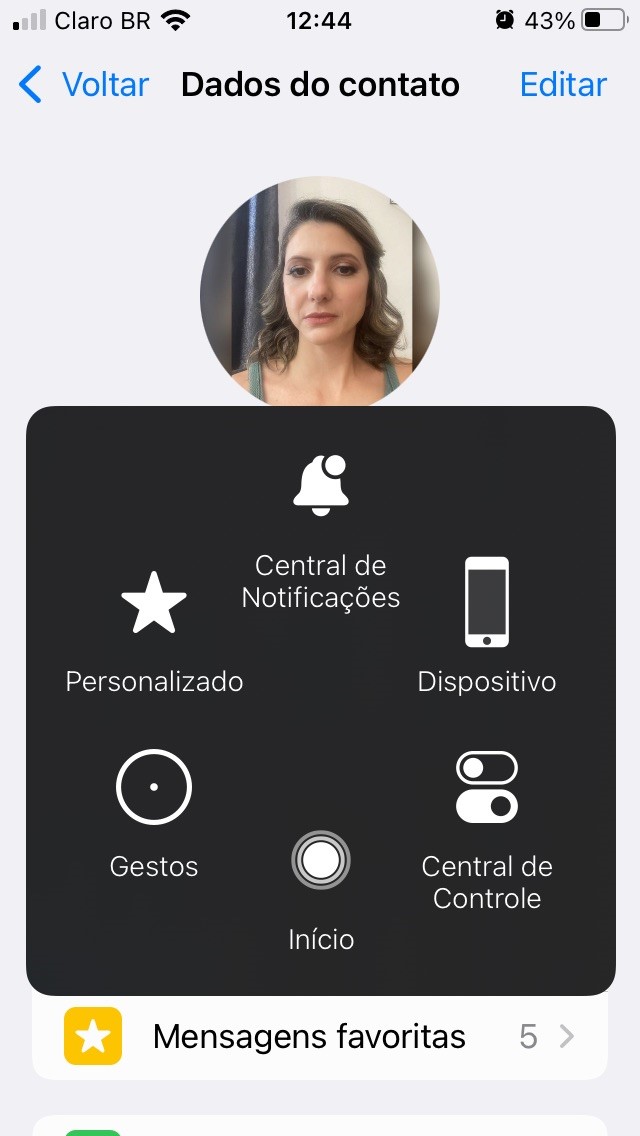 Claro BR 12:44 43%
Voltar Dados do contato Editar
Central de
Notificações
Personalizado Dispositivo
Gestos Central de
Controle
Início
Mensagens favoritas 5